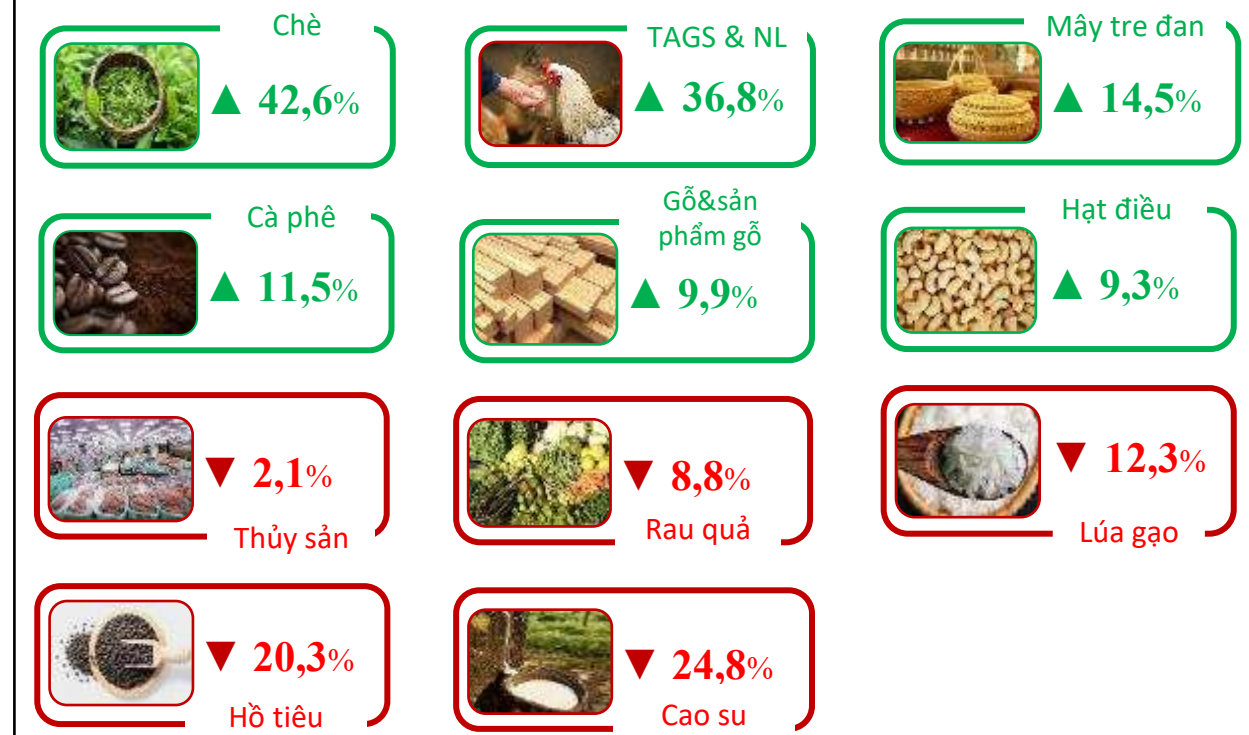 Chè
▲ 42,6%
TAGS & NL
▲ 36,8%
Mây tre đan
▲ 14,5%
Cà phê
▲ 11,5%
Gỗ&sản
phẩm gỗ
▲ 9,9%
Hạt điều
▲ 9,3%
▼ 2,1%
Thủy sản
▼ 8,8%
Rau quả
▼ 12,3%
Lúa gạo
▼ 20,3%
Hồ tiêu
▼ 24,8%
Cao su